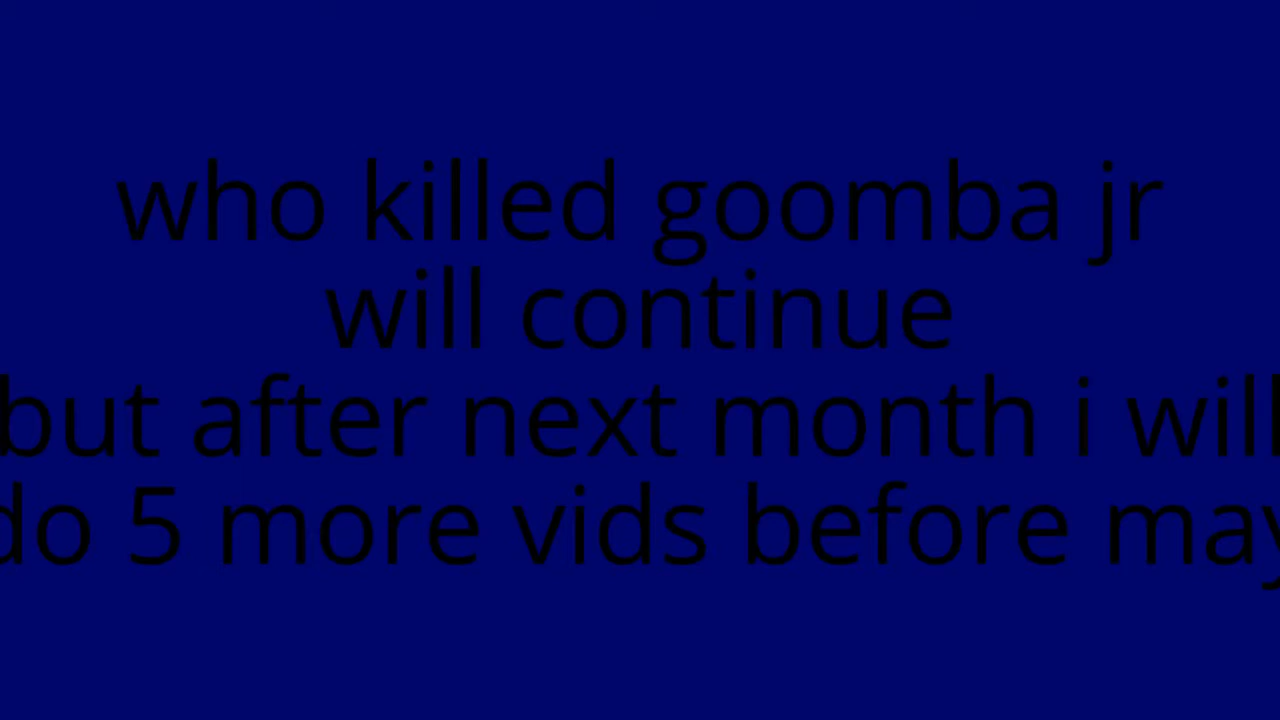 who killed goomba jr
will continue
but after next month i will
do 5 more vids before may